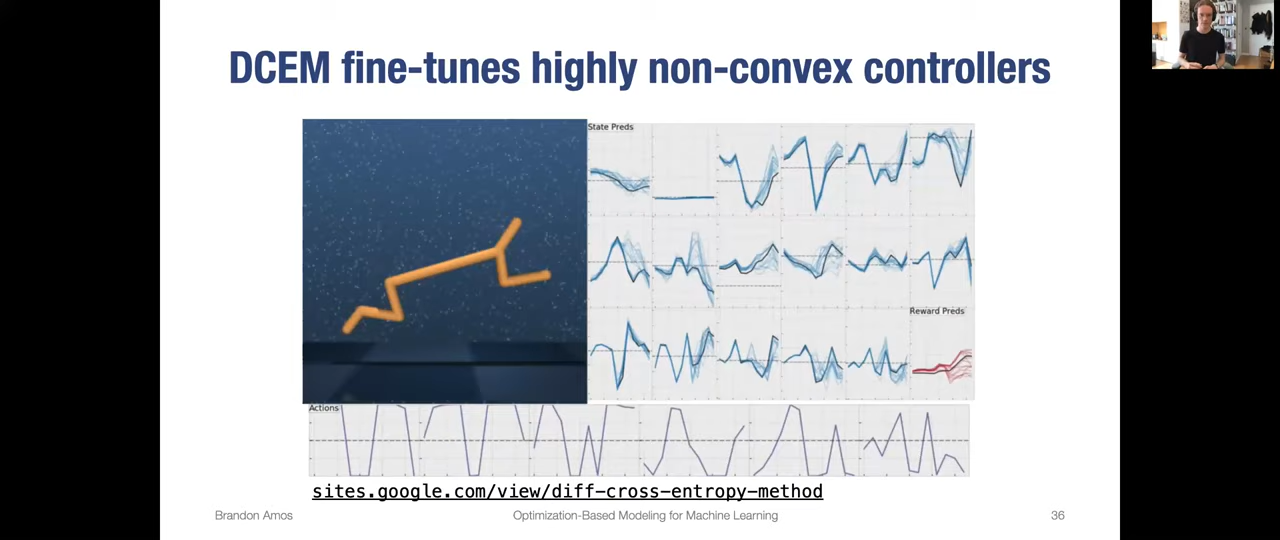 DCEM fine-tunes highly non-convex controllers
State Preds
Reward Preds
Actions
sites.google.com/view/diff-cross-entropy-method
Brandon Amos
Optimization-Based Modeling for Machine Learning
36